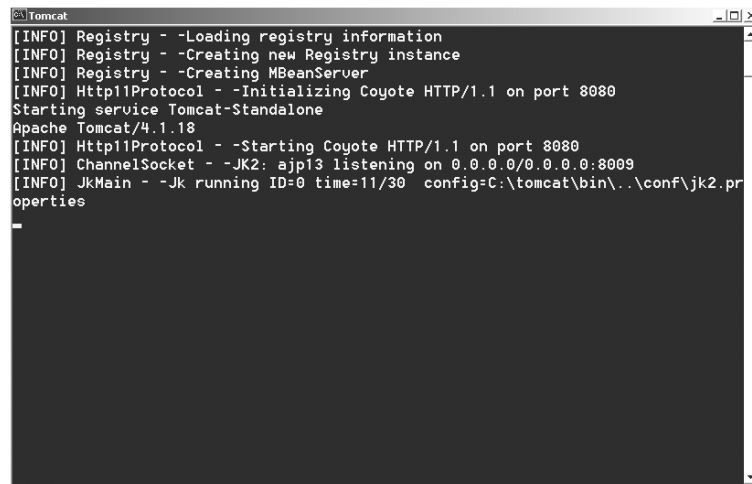 Tomcat
[INFO] Registry - -Loading registry information
[INFO] Registry - -Creating new Registry instance
[INFO] Registry - -Creating MBeanServer
[INFO] Http11Protocol - -Initializing Coyote HTTP/1.1 on port 8080
Starting service Tomcat-Standalone
Apache Tomcat/4.1.18
[INFO] Http11Protocol - -Starting Coyote HTTP/1.1 on port 8080
[INFO] ChannelSocket - -JK2: ajp13 listening on 0.0.0.0/0.0.0.0:8009
[INFO] JkMain - -Jk running ID=0 time=11/30  config=C:\tomcat\bin\..\conf\jk2.pr
operties